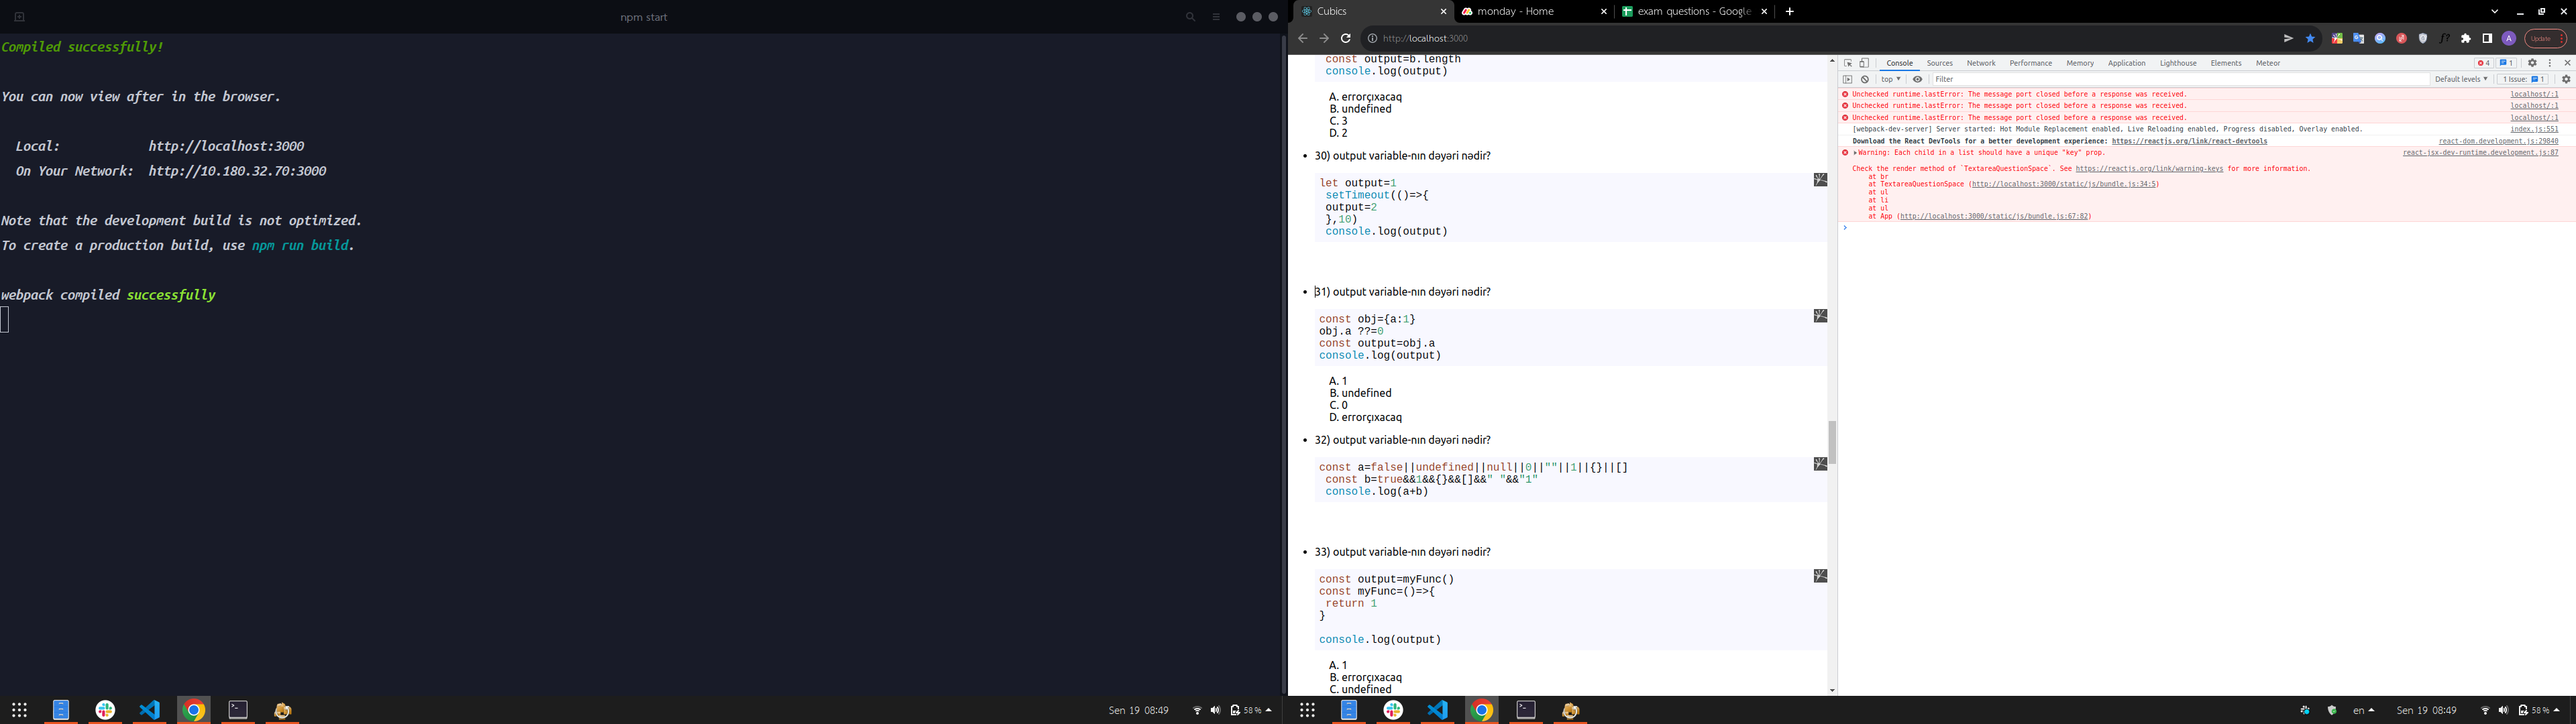 npm start
Compiled successfully!
You can now view after in the browser.
Local: http://localhost:3000
On Your Network: http://10.180.32.70:3000
Note that the development build is not optimized.
To create a production build, use npm run build.
webpack compiled successfully
Sen 19 08:49
58 %
Cubics
monday - Home
exam questions - Google
http://localhost:3000
Update
const output=b.length
console.log(output)
A. errorçıxacaq
B. undefined
C. 3
D. 2
30) output variable-nın dəyəri nədir?
let output=1
setTimeout(()=>{
output=2
},10)
console.log(output)
31) output variable-nın dəyəri nədir?
const obj={a:1}
obj.a ??=0
const output=obj.a
console.log(output)
A. 1
B. undefined
C. 0
D. errorçıxacaq
32) output variable-nın dəyəri nədir?
const a=false||undefined||null||0||""||1||{}||[]
const b=true&&1&&{}&&[]&&" "&&"1"
console.log(a+b)
33) output variable-nın dəyəri nədir?
const output=myFunc()
const myFunc=()=>{
return 1
}
console.log(output)
A. 1
B. errorçıxacaq
C. undefined
Console Sources Network Performance Memory Application Lighthouse Elements Meteor 4 1
top Filter Default levels 1 Issue: 1
Unchecked runtime.lastError: The message port closed before a response was received. localhost/:1
Unchecked runtime.lastError: The message port closed before a response was received. localhost/:1
Unchecked runtime.lastError: The message port closed before a response was received. localhost/:1
[webpack-dev-server] Server started: Hot Module Replacement enabled, Live Reloading enabled, Progress disabled, Overlay enabled. index.js:551
Download the React DevTools for a better development experience: https://reactjs.org/link/react-devtools react-dom.development.js:29840
Warning: Each child in a list should have a unique "key" prop. react-jsx-dev-runtime.development.js:87
Check the render method of `TextareaQuestionSpace`. See https://reactjs.org/link/warning-keys for more information.
at br
at TextareaQuestionSpace (http://localhost:3000/static/js/bundle.js:34:5)
at ul
at li
at ul
at App (http://localhost:3000/static/js/bundle.js:67:82)
en Sen 19 08:49 58 %